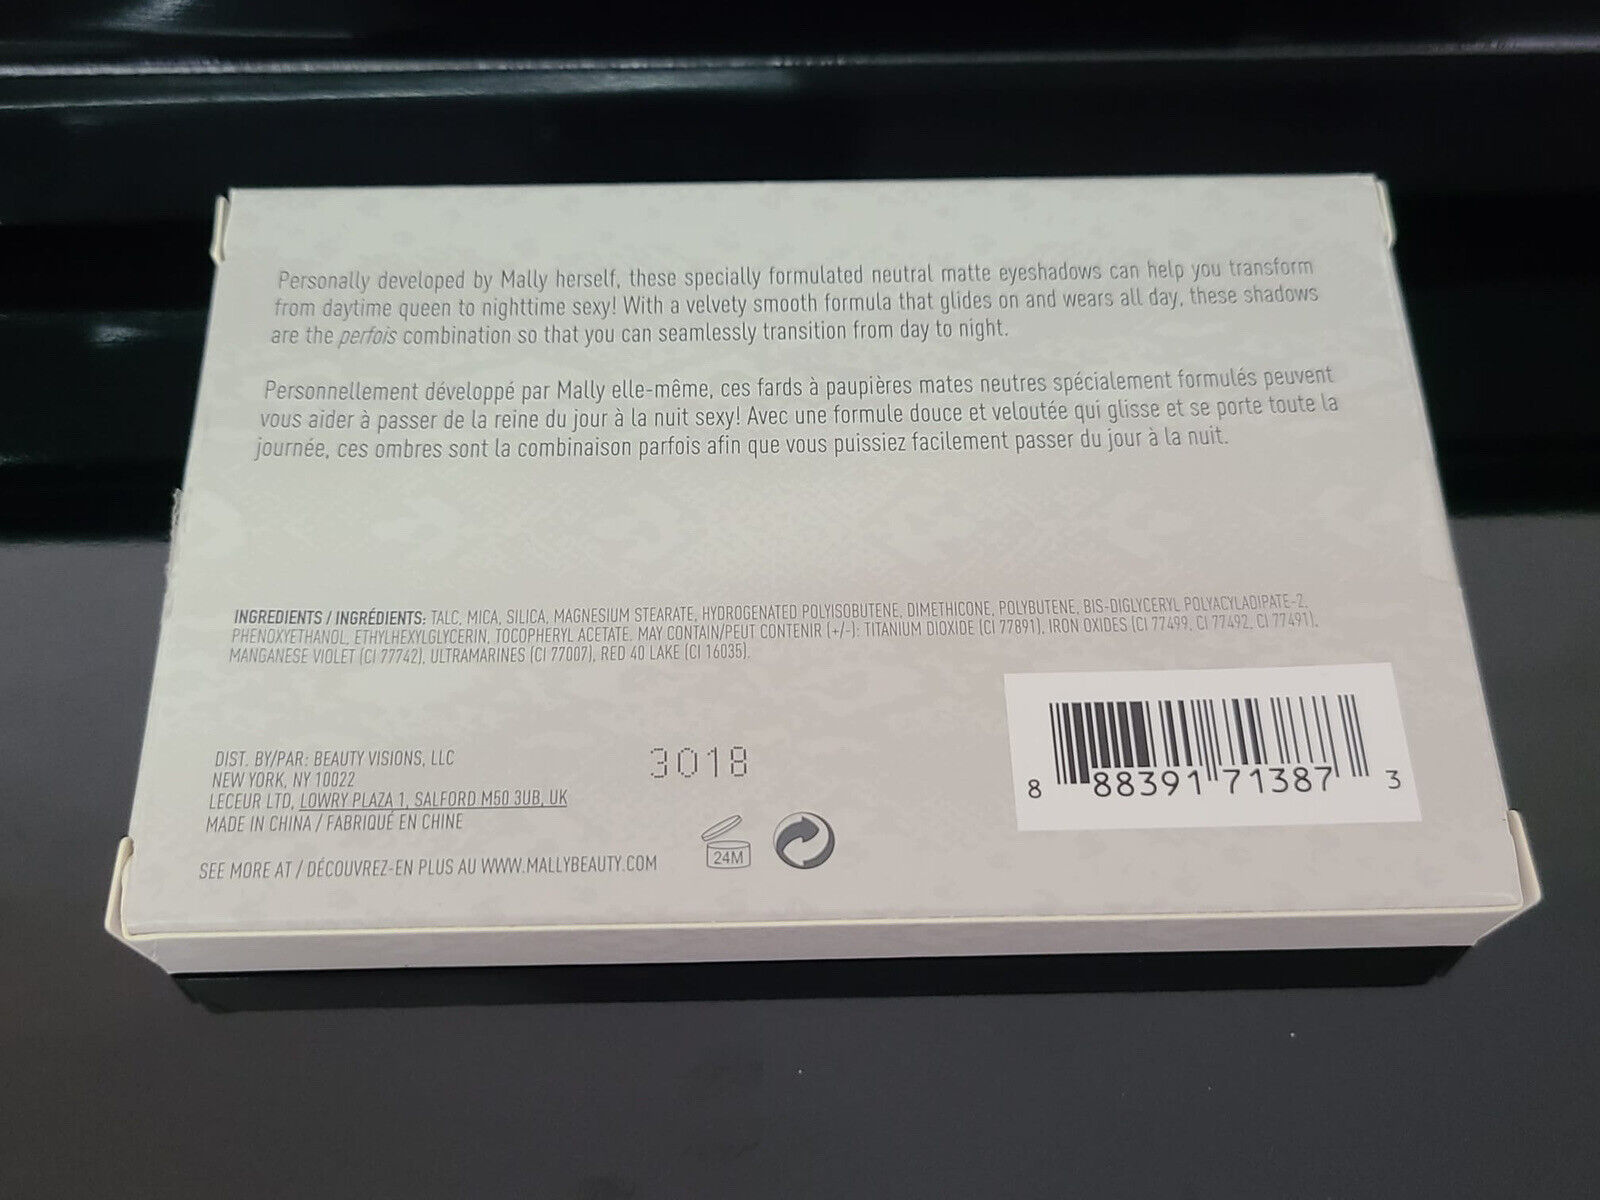 Personally developed by Mally herself, these specially formulated neutral matte eyeshadows can help you transform
from daytime queen to nighttime sexy! With a velvety smooth formula that glides on and wears all day, these shadows
are the perfois combination so that you can seamlessly transition from day to night.
Personnellement développé par Mally elle-même, ces fards à paupières mates neutres spécialement formulés peuvent
vous aider à passer de la reine du jour à la nuit sexy! Avec une formule douce et veloutée qui glisse et se porte toute la
journée, ces ombres sont la combinaison parfois afin que vous puissiez facilement passer du jour à la nuit.
INGREDIENTS / INGRÉDIENTS: TALC, MICA, SILICA, MAGNESIUM STEARATE, HYDROGENATED POLYISOBUTENE, DIMETHICONE, POLYBUTENE, BIS-DIGLYCERYL POLYACYLADIPATE-2,
PHENOXYETHANOL, ETHYLHEXYLGLYCERIN, TOCOPHERYL ACETATE. MAY CONTAIN/PEUT CONTENIR (+/-): TITANIUM DIOXIDE (CI 77891), IRON OXIDES (CI 77499, CI 77492, CI 77491),
MANGANESE VIOLET (CI 77742), ULTRAMARINES (CI 77007), RED 40 LAKE (CI 16035).
DIST. BY/PAR: BEAUTY VISIONS, LLC
NEW YORK, NY 10022
LECEUR LTD, LOWRY PLAZA 1, SALFORD M50 3UB, UK
MADE IN CHINA / FABRIQUÉ EN CHINE
SEE MORE AT / DÉCOUVREZ-EN PLUS AU WWW.MALLYBEAUTY.COM
3018
24M
8 88391 71387 3